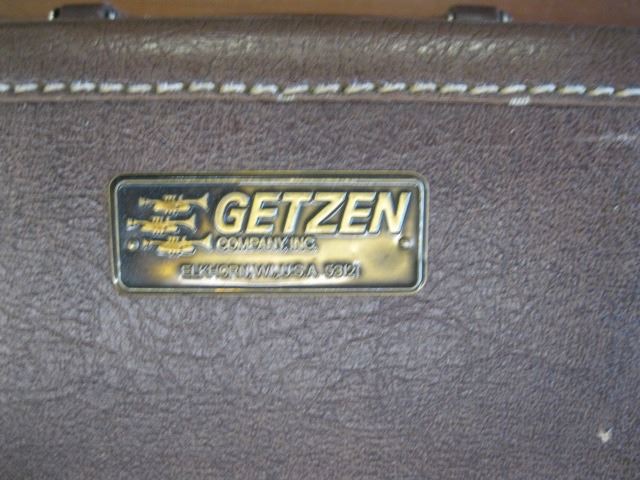 GETZEN
COMPANY, INC.
ELKHORN, WI., U.S.A. 53121